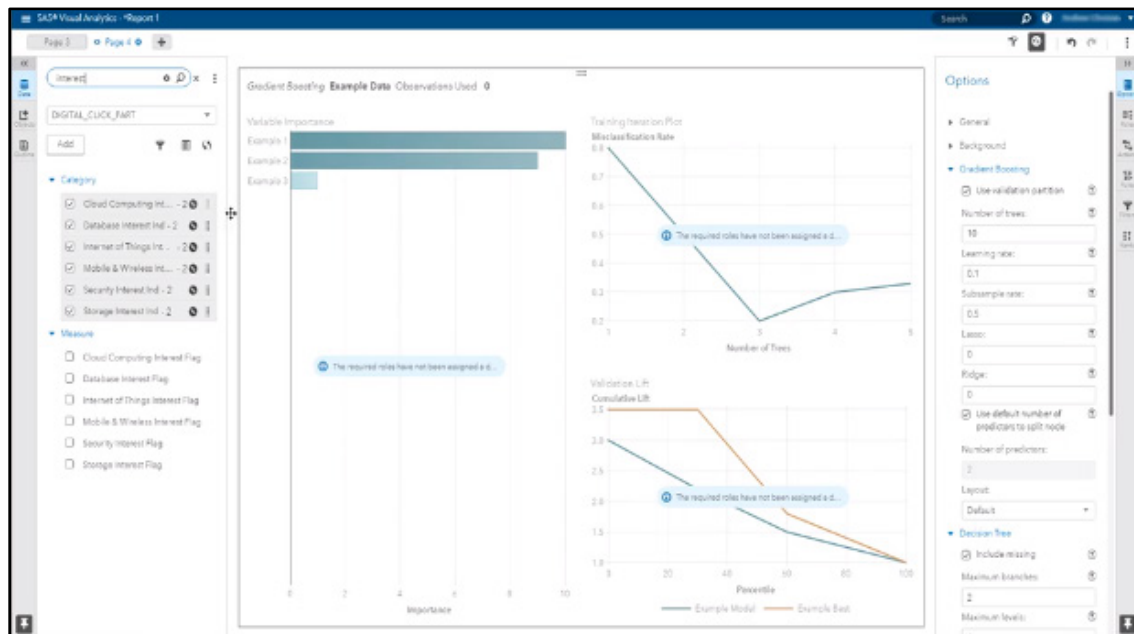 SAS® Visual Analytics - *Report 1
Search
Page 3
Page 4
interest
DIGITAL_CLICK_PART
Add
Category
Cloud Computing Int... - 2
Database Interest Ind - 2
Internet of Things Int... - 2
Mobile & Wireless Int... - 2
Security Interest Ind - 2
Storage Interest Ind - 2
Measure
Cloud Computing Interest Flag
Database Interest Flag
Internet of Things Interest Flag
Mobile & Wireless Interest Flag
Security Interest Flag
Storage Interest Flag
Gradient Boosting Example Data Observations Used 0
Variable Importance
Example 1
Example 2
Example 3
The required roles have not been assigned a d...
0 2 4 6 8 10
Importance
Training Iteration Plot
Misclassification Rate
0.8
0.7
0.6
0.5
0.4
0.3
0.2
The required roles have not been assigned a d...
1 2 3 4 5
Number of Trees
Validation Lift
Cumulative Lift
3.5
3.0
2.5
2.0
1.5
1.0
The required roles have not been assigned a d...
0 20 40 60 80 100
Percentile
Example Model Example Best
Options
General
Background
Gradient Boosting
Use validation partition
Number of trees:
10
Learning rate:
0.1
Subsample rate:
0.5
Lasso:
0
Ridge:
0
Use default number of
predictors to split node
Number of predictors:
2
Layout:
Default
Decision Tree
Include missing
Maximum branches:
2
Maximum levels: